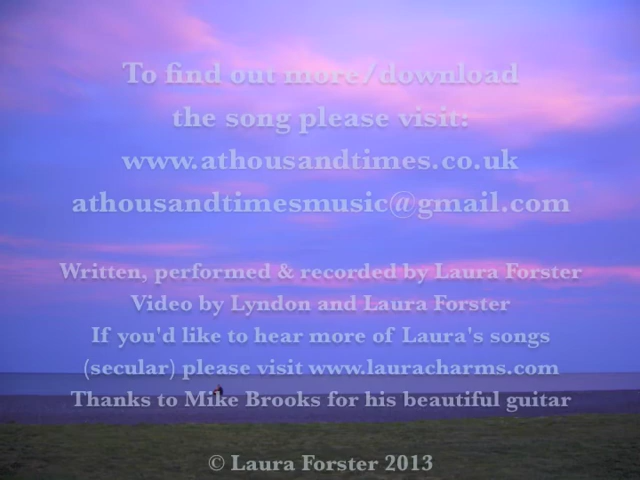 To find out more/download
the song please visit:
www.athousandtimes.co.uk
athousandtimesmusic@gmail.com
Written, performed & recorded by Laura Forster
Video by Lyndon and Laura Forster
If you'd like to hear more of Laura's songs
(secular) please visit www.lauracharms.com
Thanks to Mike Brooks for his beautiful guitar
© Laura Forster 2013